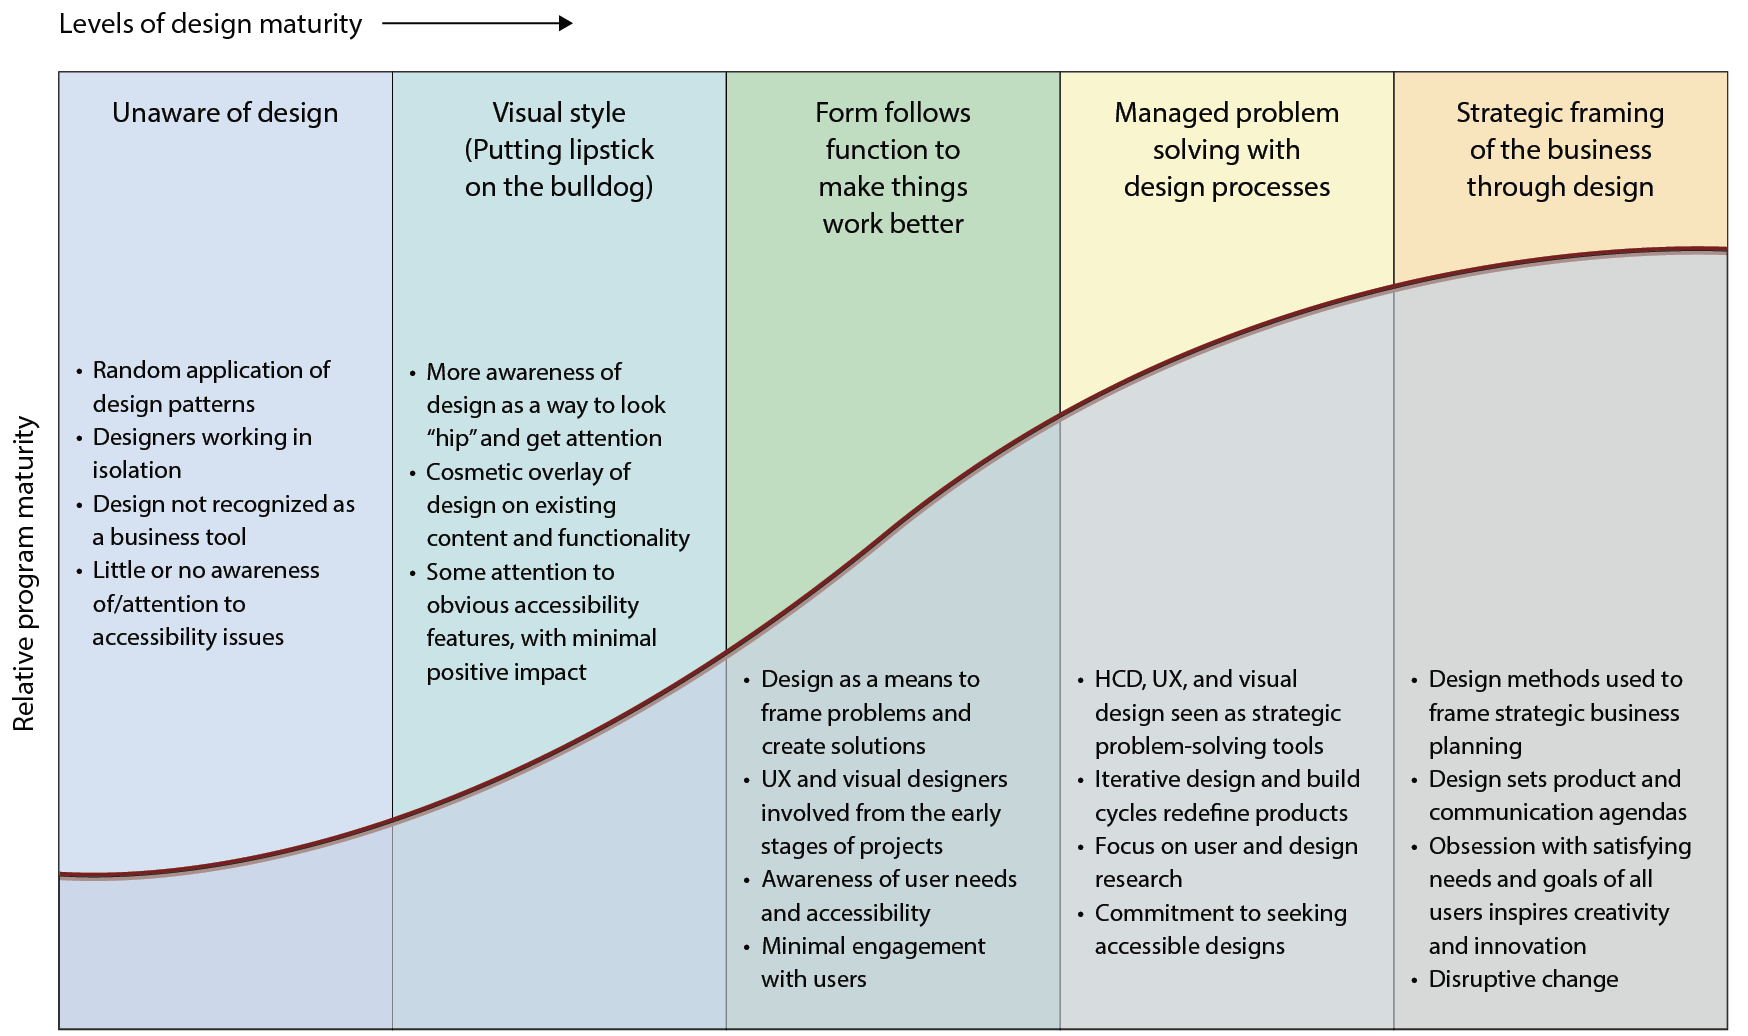 Levels of design maturity
Unaware of design
Visual style
(Putting lipstick
on the bulldog)
Form follows
function to
make things
work better
Managed problem
solving with
design processes
Strategic framing
of the business
through design
Relative program maturity
• Random application of
design patterns
• Designers working in
isolation
• Design not recognized as
a business tool
• Little or no awareness
of/attention to
accessibility issues
• More awareness of
design as a way to look
“hip” and get attention
• Cosmetic overlay of
design on existing
content and functionality
• Some attention to
obvious accessibility
features, with minimal
positive impact
• Design as a means to
frame problems and
create solutions
• UX and visual designers
involved from the early
stages of projects
• Awareness of user needs
and accessibility
• Minimal engagement
with users
• HCD, UX, and visual
design seen as strategic
problem-solving tools
• Iterative design and build
cycles redefine products
• Focus on user and design
research
• Commitment to seeking
accessible designs
• Design methods used to
frame strategic business
planning
• Design sets product and
communication agendas
• Obsession with satisfying
needs and goals of all
users inspires creativity
and innovation
• Disruptive change